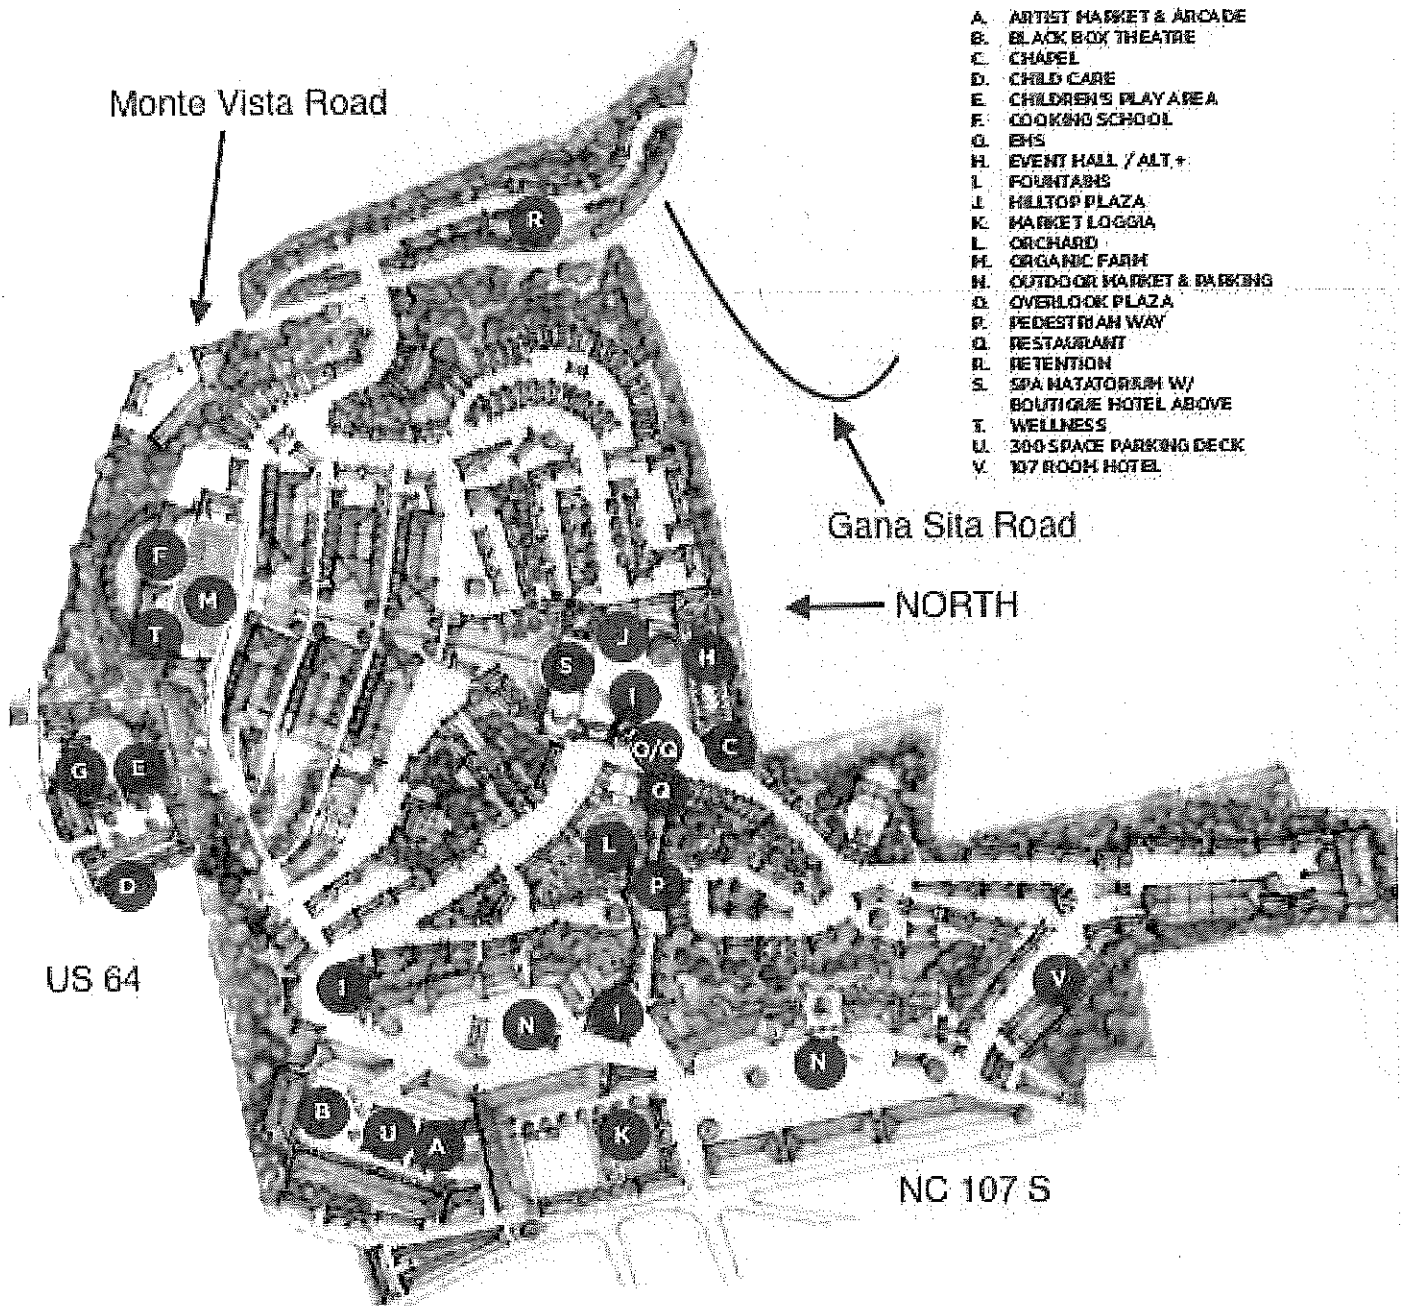 A. ARTIST MARKET & ARCADE
B. BLACK BOX THEATRE
C. CHAPEL
D. CHILD CARE
E. CHILDREN'S PLAY AREA
F. COOKING SCHOOL
G. EHS
H. EVENT HALL / ALT +
I. FOUNTAINS
J. HILLTOP PLAZA
K. MARKET LOGGIA
L. ORCHARD
M. ORGANIC FARM
N. OUTDOOR MARKET & PARKING
O. OVERLOOK PLAZA
P. PEDESTRIAN WAY
Q. RESTAURANT
R. RETENTION
S. SPA NATATORIUM W/
BOUTIQUE HOTEL ABOVE
T. WELLNESS
U. 300 SPACE PARKING DECK
V. 107 ROOM HOTEL
Monte Vista Road
R
Gana Sita Road
NORTH
F
M
T
J
S
H
I
O/Q
C
G
E
Q
L
D
P
US 64
I
N
I
V
N
B
U
A
K
NC 107 S